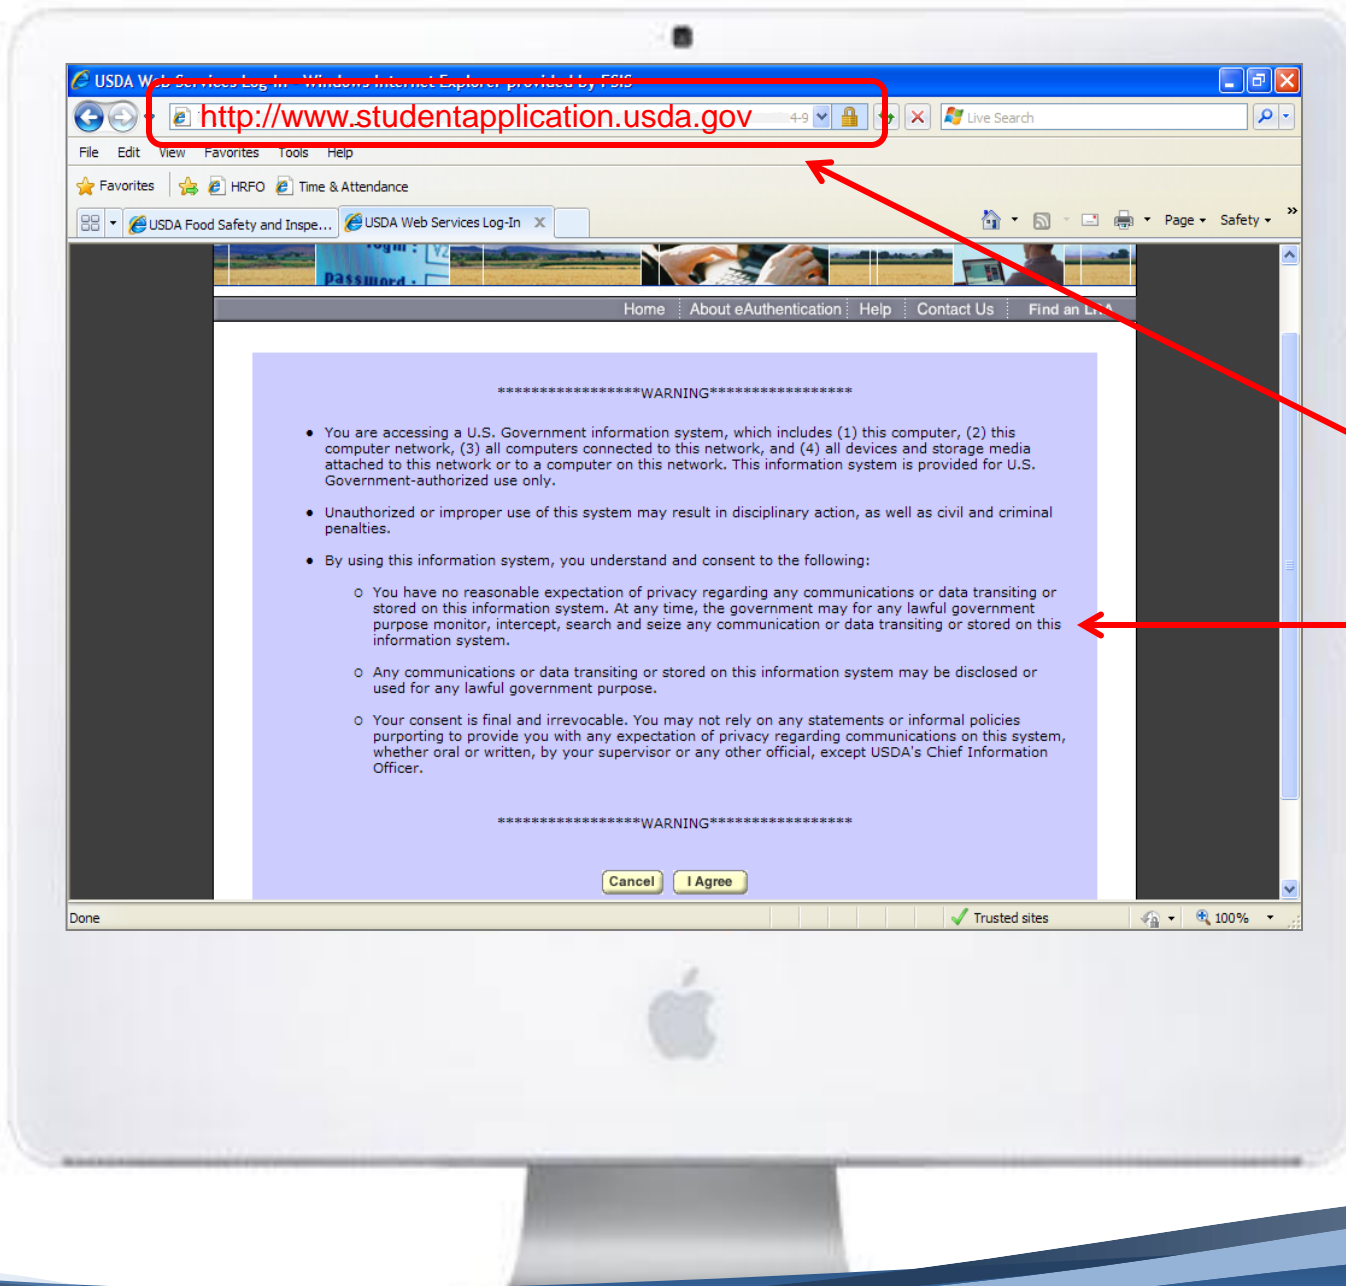 USDA Web Services Log-In - Windows Internet Explorer provided by FSIS
http://www.studentapplication.usda.gov 4-9 Live Search
File Edit View Favorites Tools Help
Favorites HRFO Time & Attendance
USDA Food Safety and Inspe... USDA Web Services Log-In X Page Safety »
login :
password :
Home About eAuthentication Help Contact Us Find an LRA
*****************WARNING*****************
● You are accessing a U.S. Government information system, which includes (1) this computer, (2) this
computer network, (3) all computers connected to this network, and (4) all devices and storage media
attached to this network or to a computer on this network. This information system is provided for U.S.
Government-authorized use only.
● Unauthorized or improper use of this system may result in disciplinary action, as well as civil and criminal
penalties.
● By using this information system, you understand and consent to the following:
○ You have no reasonable expectation of privacy regarding any communications or data transiting or
stored on this information system. At any time, the government may for any lawful government
purpose monitor, intercept, search and seize any communication or data transiting or stored on this
information system.
○ Any communications or data transiting or stored on this information system may be disclosed or
used for any lawful government purpose.
○ Your consent is final and irrevocable. You may not rely on any statements or informal policies
purporting to provide you with any expectation of privacy regarding communications on this system,
whether oral or written, by your supervisor or any other official, except USDA's Chief Information
Officer.
*****************WARNING*****************
Cancel I Agree
Done Trusted sites 100%